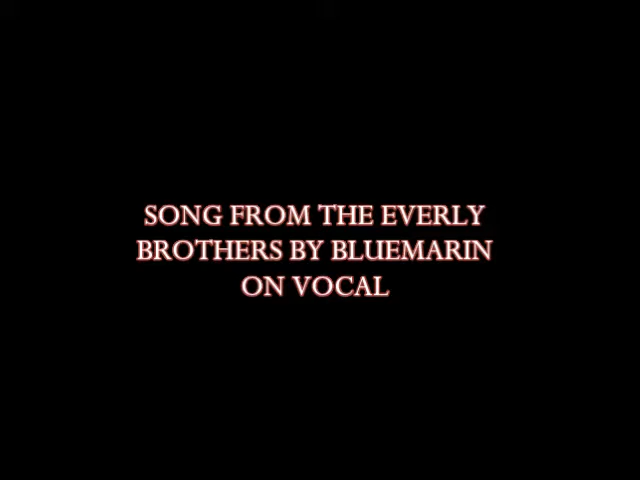 SONG FROM THE EVERLY
BROTHERS BY BLUEMARIN
ON VOCAL